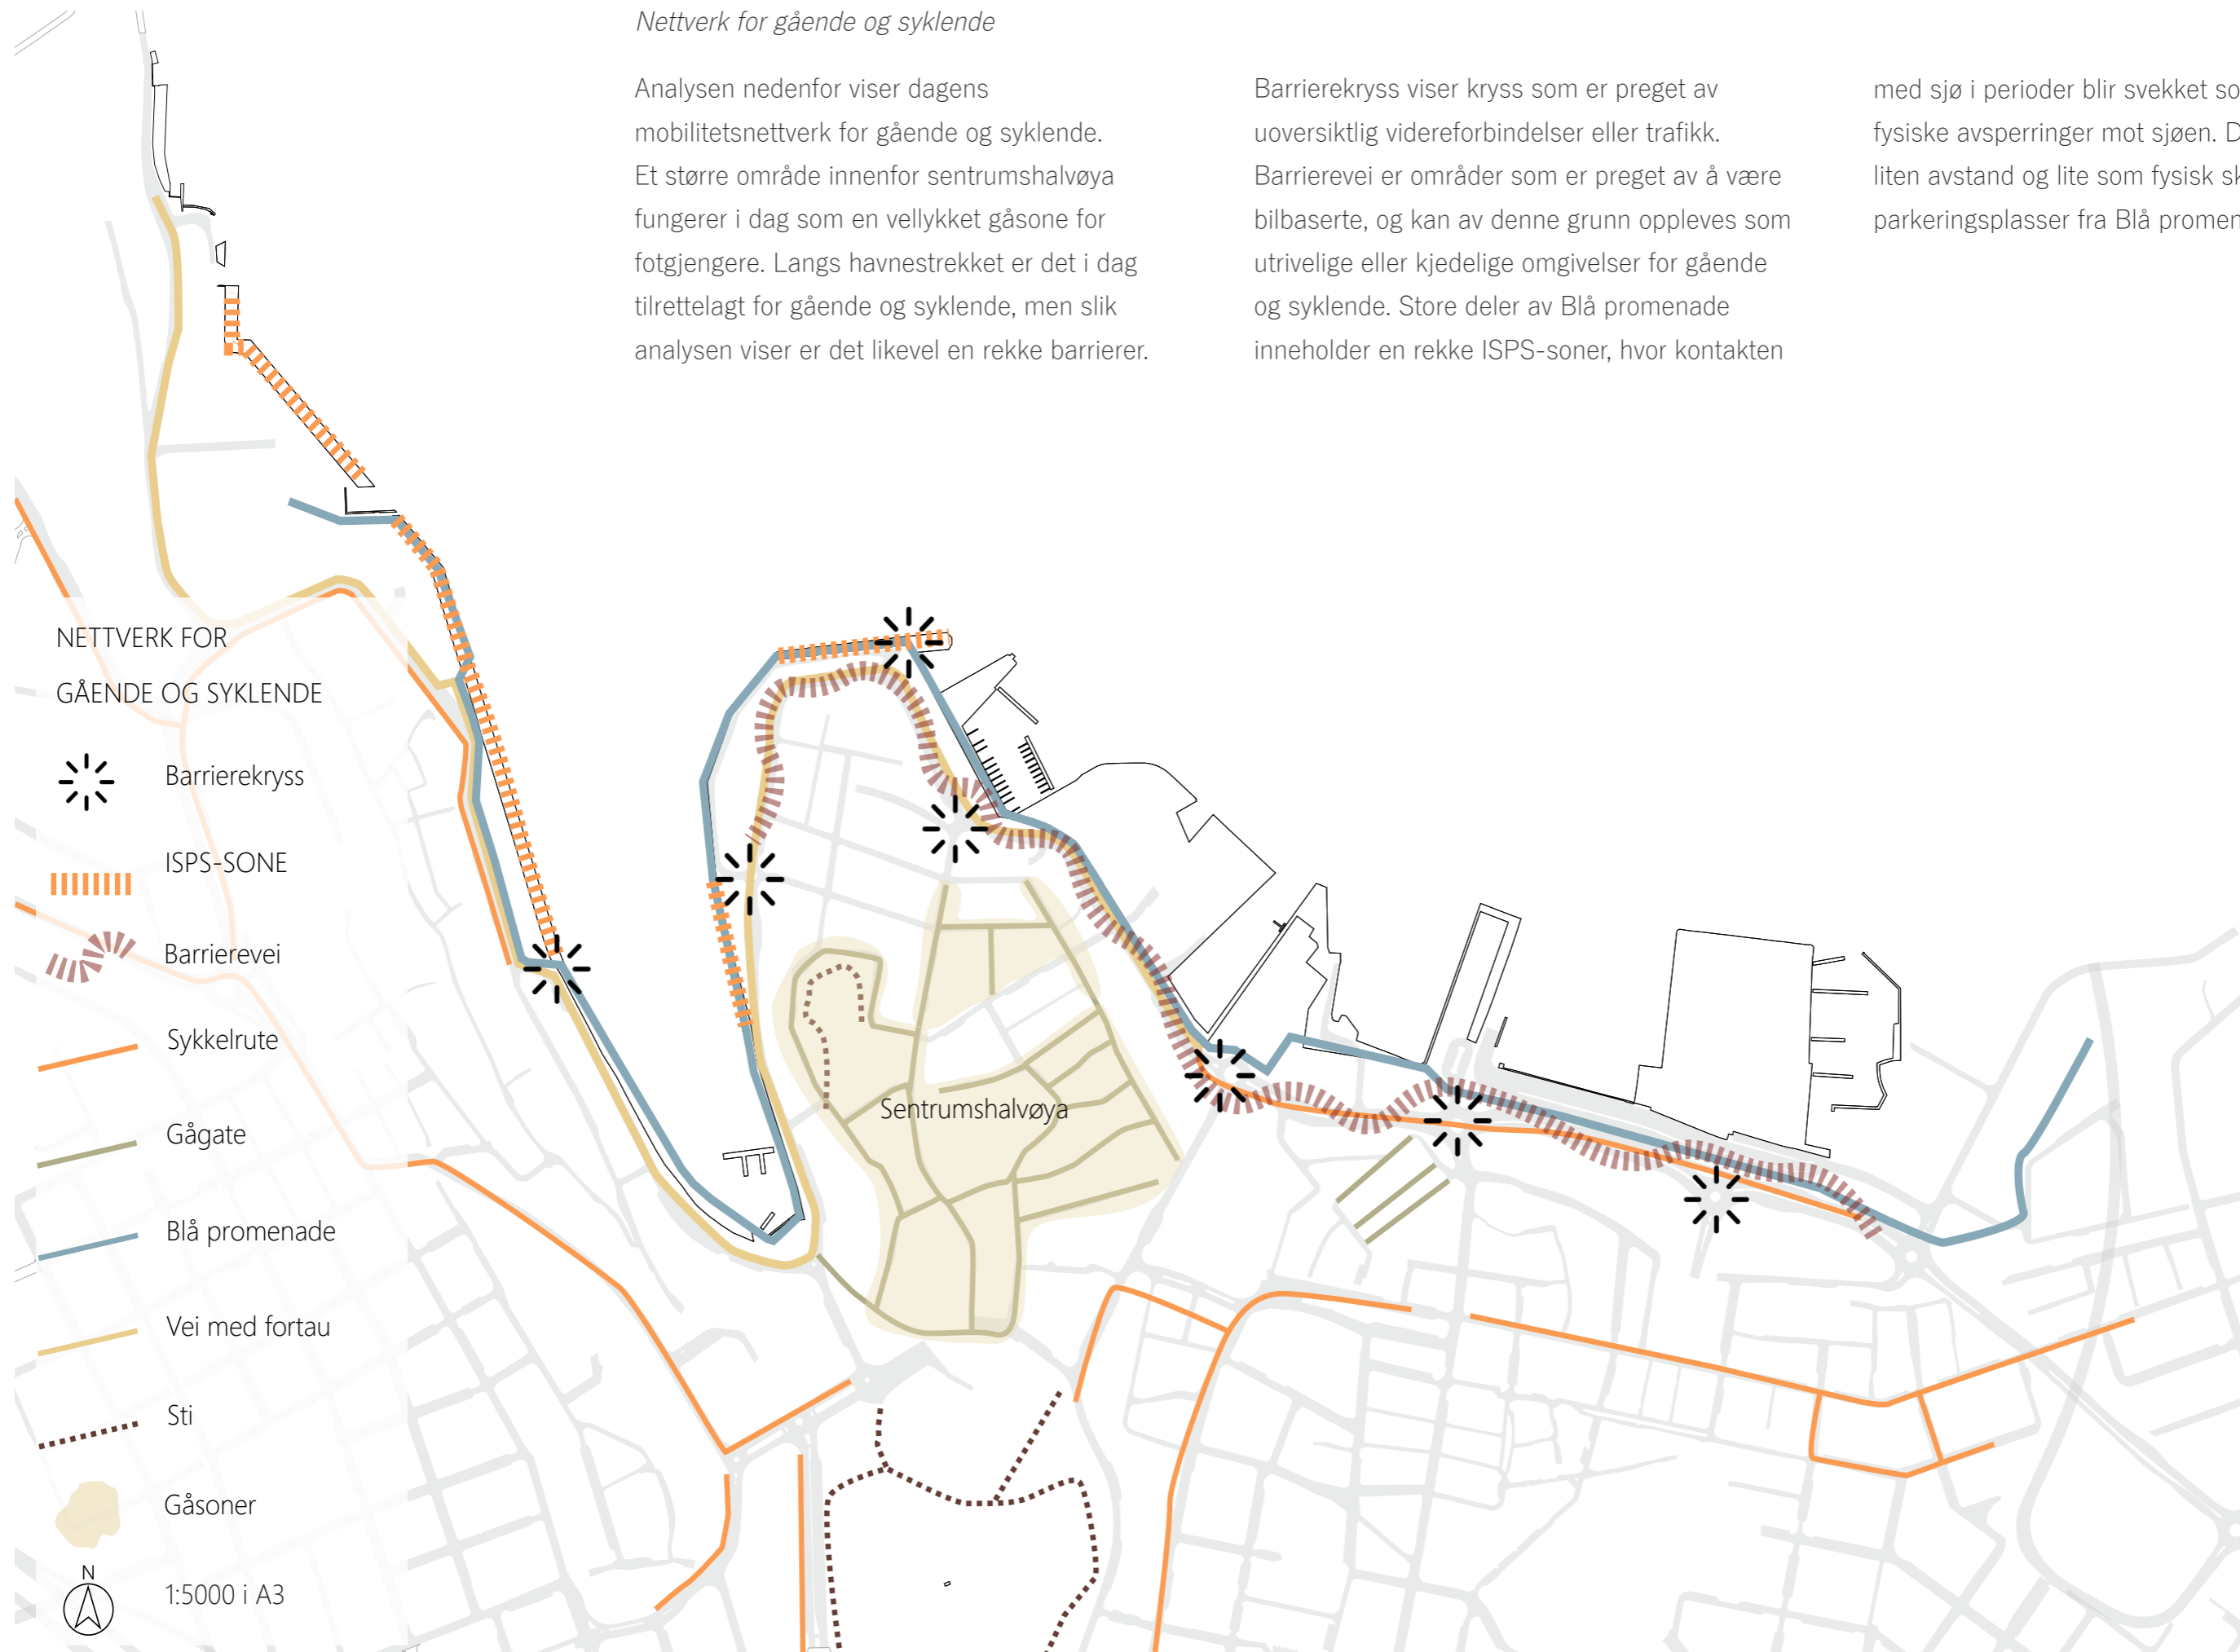 Nettverk for gående og syklende
Analysen nedenfor viser dagens
mobilitetsnettverk for gående og syklende.
Et større område innenfor sentrumshalvøya
fungerer i dag som en vellykket gåsone for
fotgjengere. Langs havnestrekket er det i dag
tilrettelagt for gående og syklende, men slik
analysen viser er det likevel en rekke barrierer.
Barrierekryss viser kryss som er preget av
uoversiktlig videreforbindelser eller trafikk.
Barrierevei er områder som er preget av å være
bilbaserte, og kan av denne grunn oppleves som
utrivelige eller kjedelige omgivelser for gående
og syklende. Store deler av Blå promenade
inneholder en rekke ISPS-soner, hvor kontakten
med sjø i perioder blir svekket
fysiske avsperringer mot sjøen.
liten avstand og lite som fysisk
parkeringsplasser fra Blå
NETTVERK FOR
GÅENDE OG SYKLENDE
Barrierekryss
ISPS-SONE
Barrierevei
Sykkelrute
Gågate
Blå promenade
Vei med fortau
Sti
Gåsoner
N
1:5000 i A3
Sentrumshalvøya